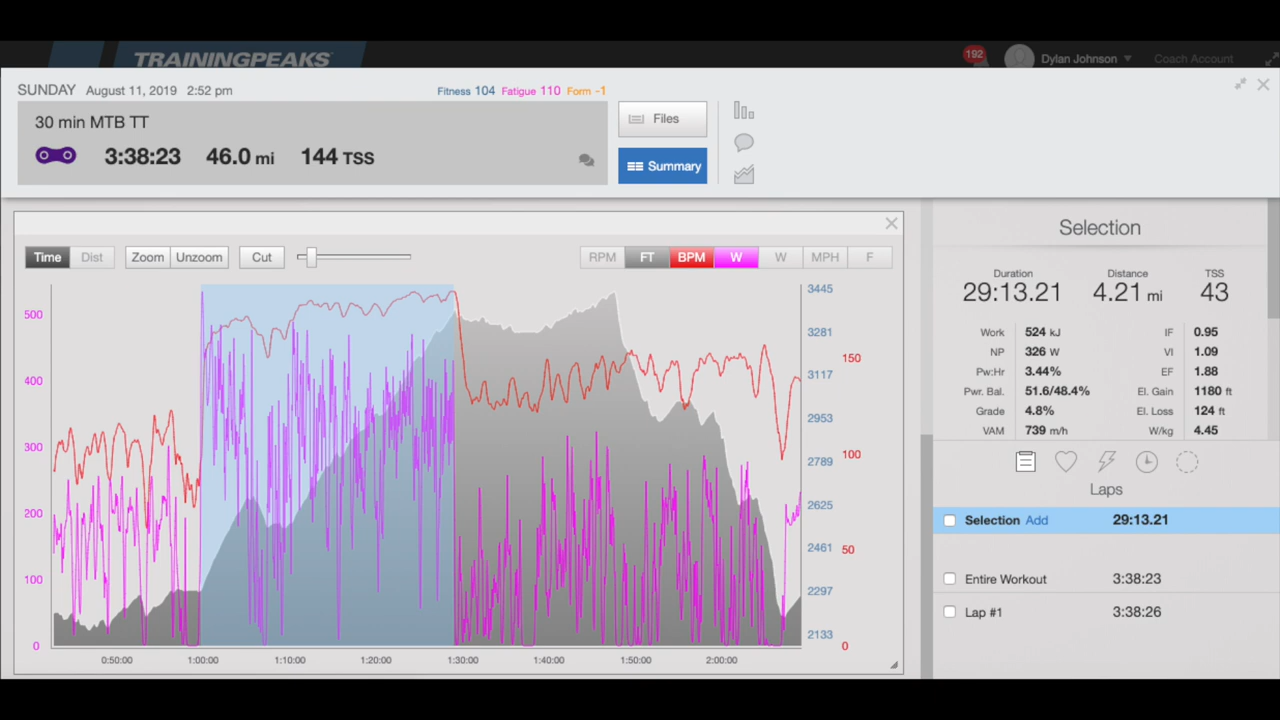 TRAININGPEAKS
192
Dylan Johnson
Coach Account
SUNDAY August 11, 2019 2:52 pm
Fitness 104 Fatigue 110 Form -1
30 min MTB TT
3:38:23 46.0 mi 144 TSS
Files
Summary
Time Dist Zoom Unzoom Cut
RPM FT BPM W W MPH F
500
400
300
200
100
0
3445
3281
3117
2953
2789
2625
2461
2297
2133
150
100
50
0
0:50:00 1:00:00 1:10:00 1:20:00 1:30:00 1:40:00 1:50:00 2:00:00
Selection
Duration Distance TSS
29:13.21 4.21 mi 43
Work 524 kJ IF 0.95
NP 326 W VI 1.09
Pw:Hr 3.44% EF 1.88
Pwr. Bal. 51.6/48.4% El. Gain 1180 ft
Grade 4.8% El. Loss 124 ft
VAM 739 m/h W/kg 4.45
Laps
Selection Add 29:13.21
Entire Workout 3:38:23
Lap #1 3:38:26